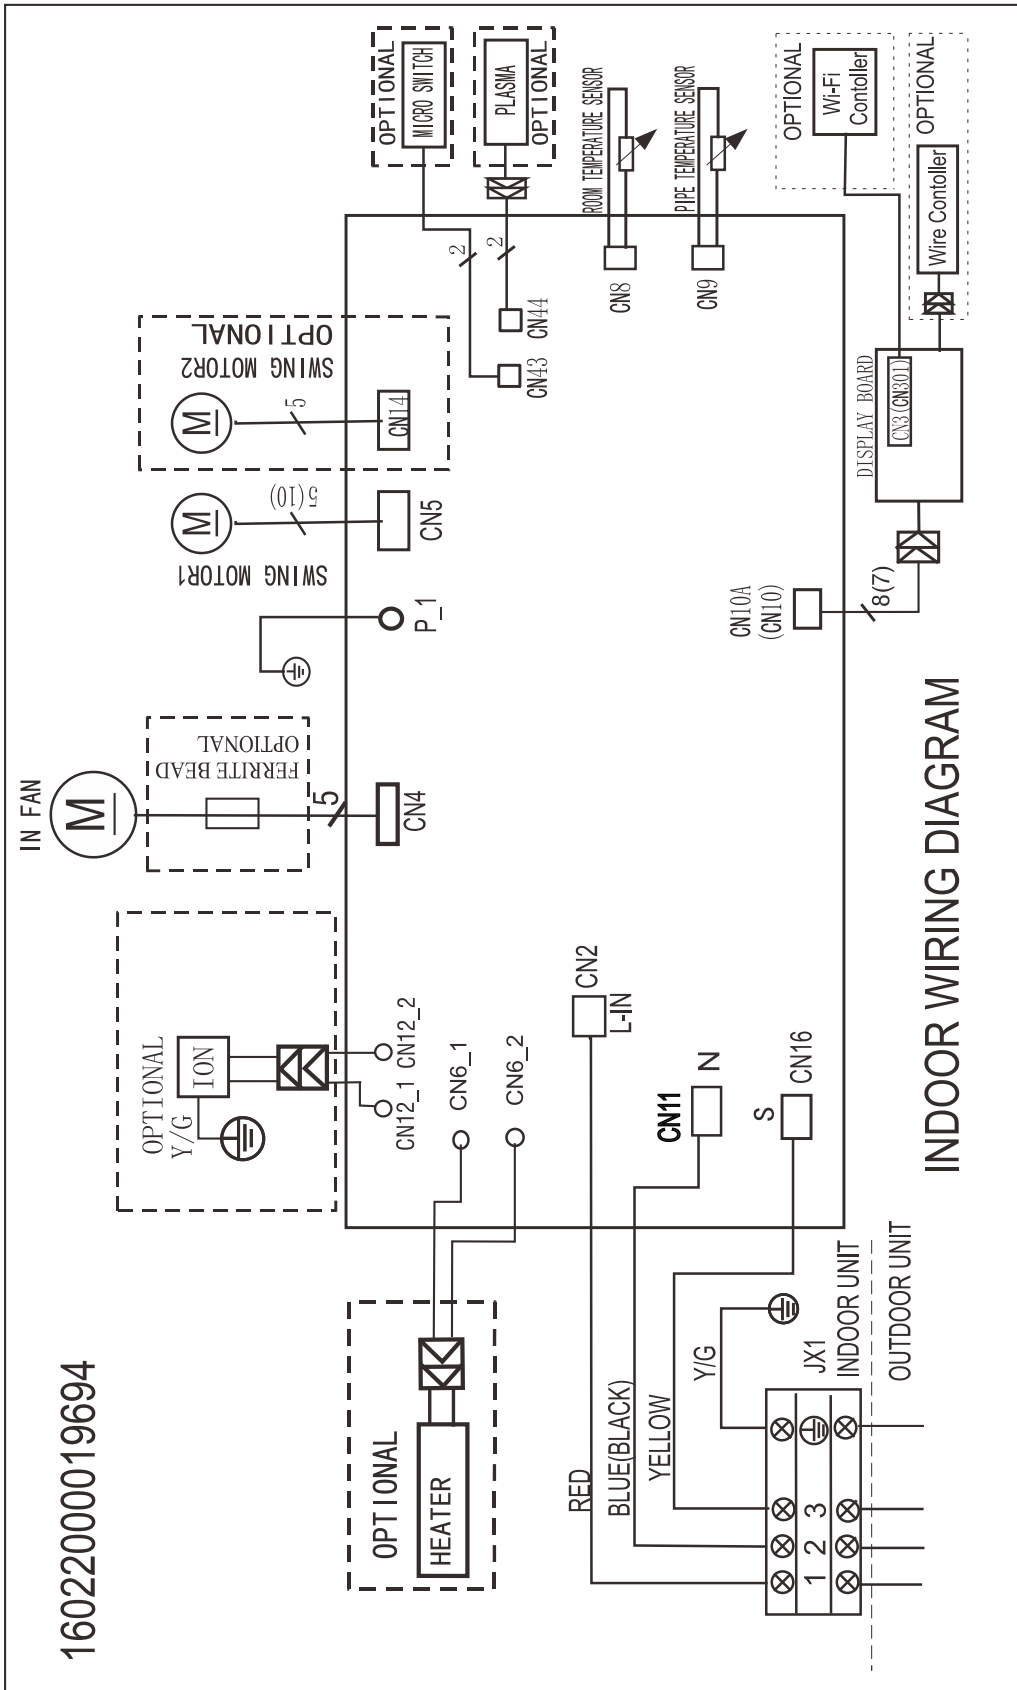 OPTIONAL
MICRO SWITCH
PLASMA
OPTIONAL
ROOM TEMPERATURE SENSOR
PIPE TEMPERATURE SENSOR
OPTIONAL
Wi-Fi
Contoller
OPTIONAL
Wire Contoller
2
2
CN44
CN43
CN8
CN9
OPTIONAL
SWING MOTOR2
M
5
CN14
M
5(10)
CN5
SWING MOTOR1
P_1
DISPLAY BOARD
CN3(CN301)
CN10A
(CN10)
8(7)
IN FAN
M
OPTIONAL
FERRITE BEAD
5
CN4
OPTIONAL
Y/G
ION
CN12_1
CN12_2
CN6_1
CN6_2
CN2
L-IN
CN11
N
S
CN16
OPTIONAL
HEATER
RED
BLUE(BLACK)
YELLOW
Y/G
JX1
INDOOR UNIT
OUTDOOR UNIT
1
2
3
INDOOR WIRING DIAGRAM
16022000019694